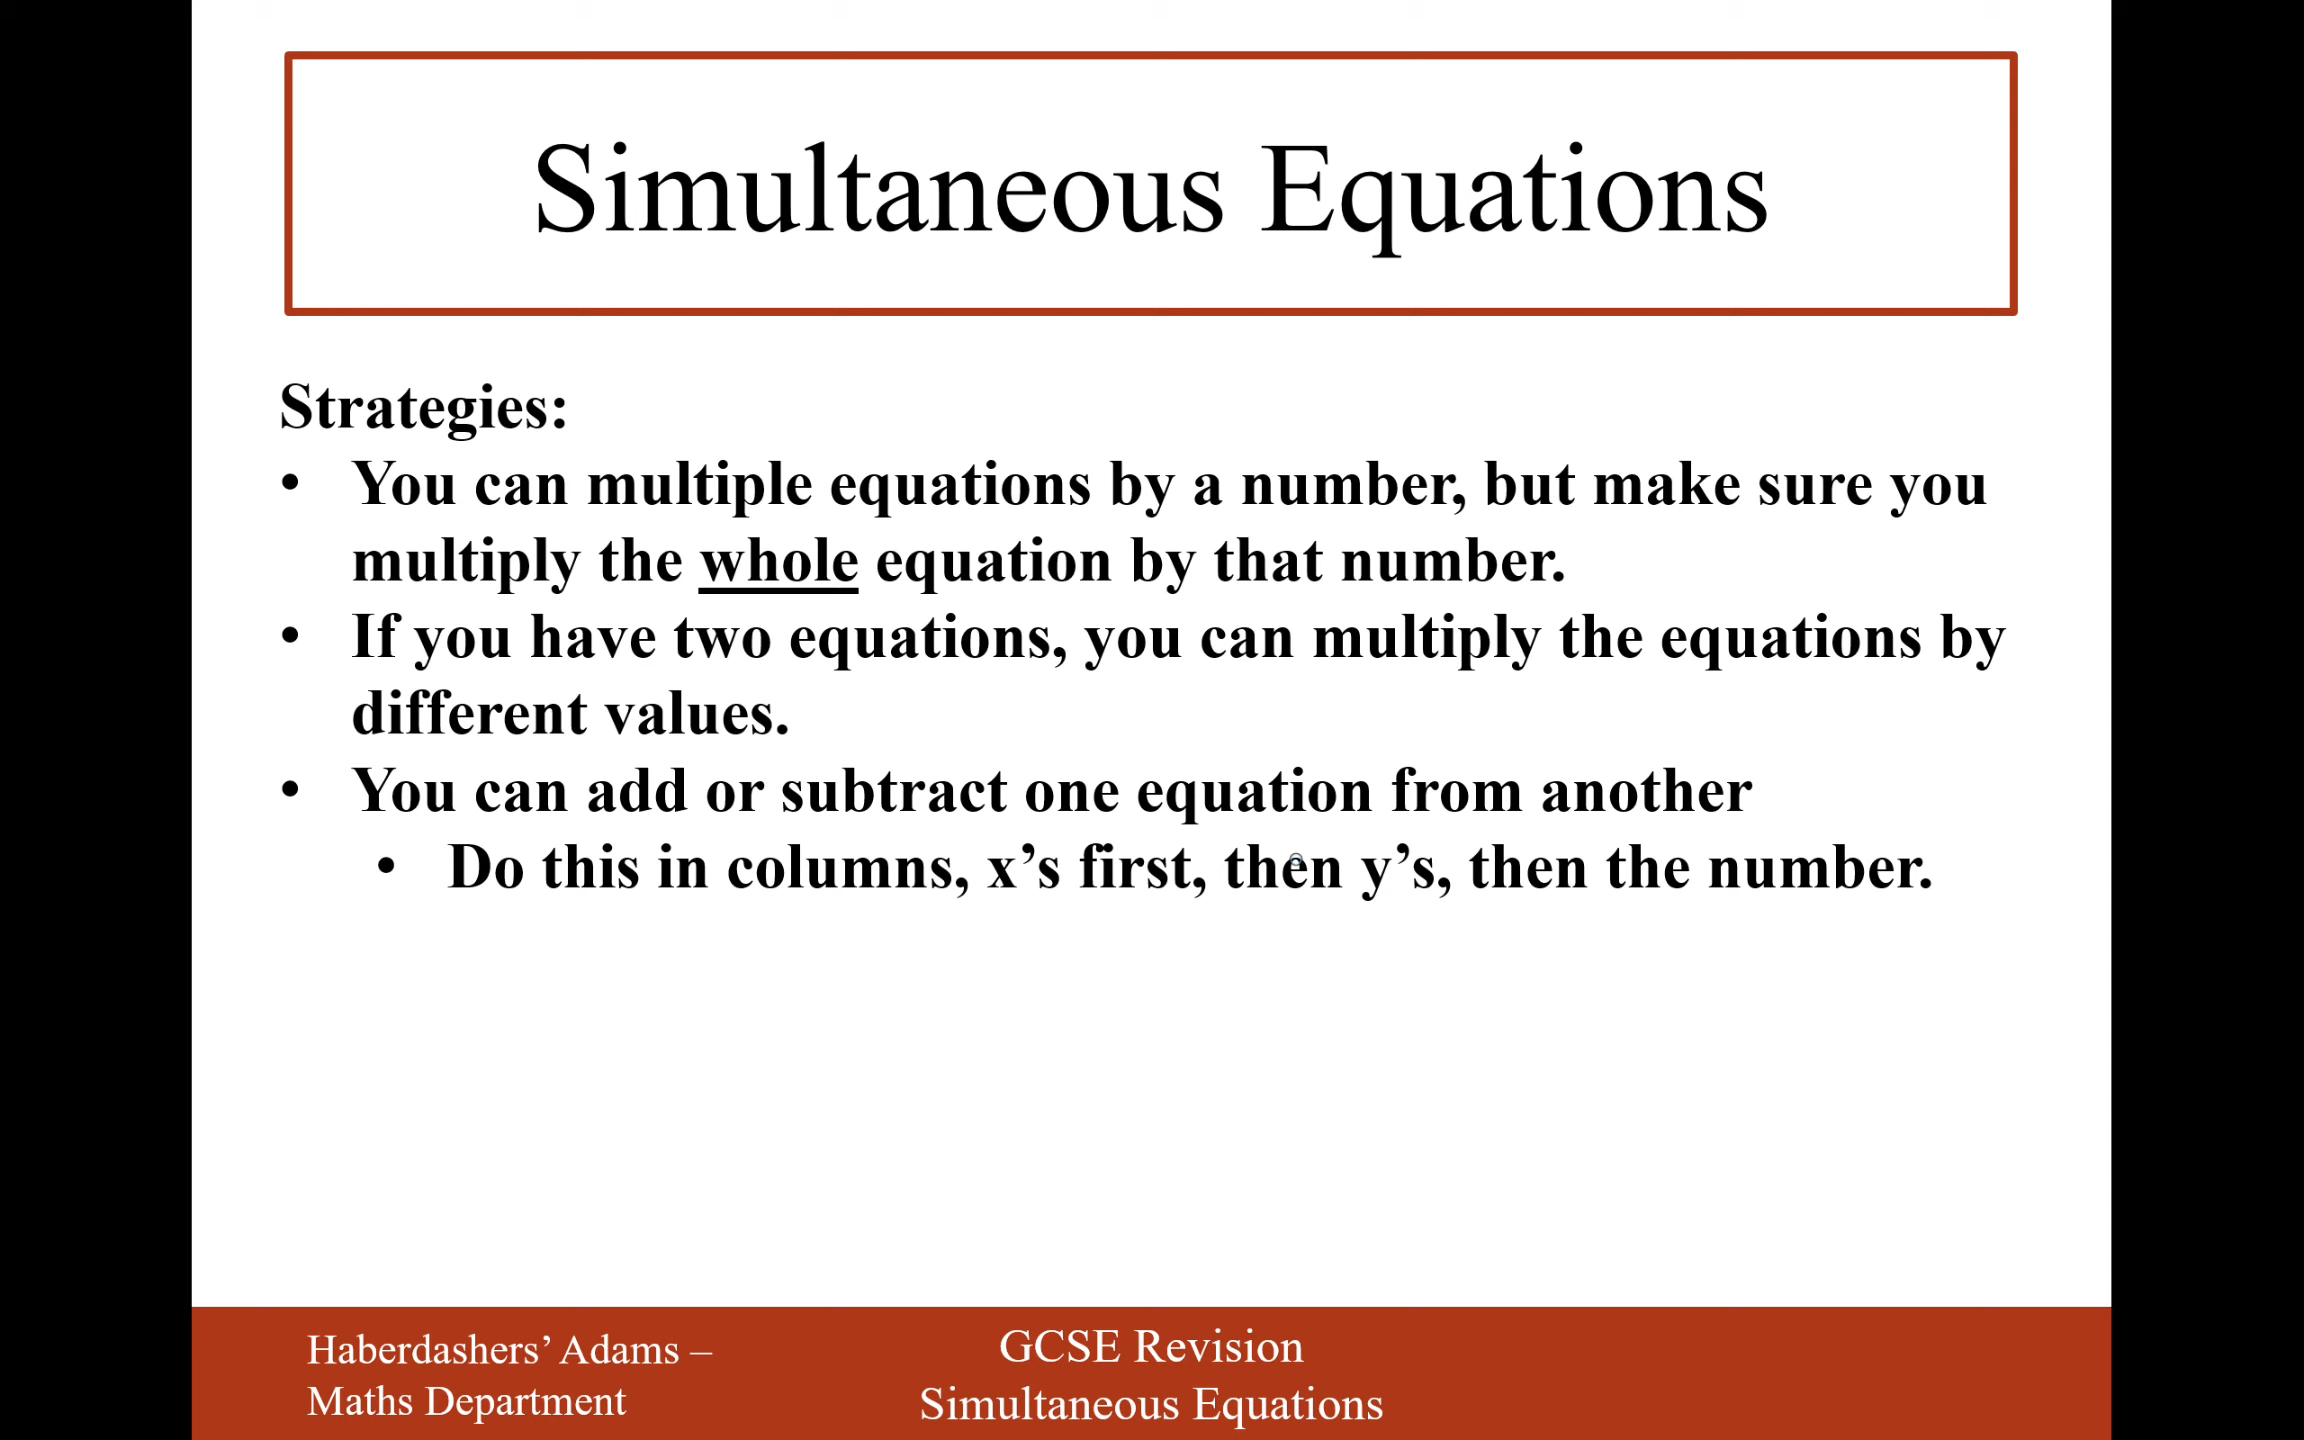 Simultaneous Equations
Strategies:
• You can multiple equations by a number, but make sure you
multiply the whole equation by that number.
• If you have two equations, you can multiply the equations by
different values.
• You can add or subtract one equation from another
• Do this in columns, x’s first, then y’s, then the number.
Haberdashers’ Adams –
Maths Department
GCSE Revision
Simultaneous Equations